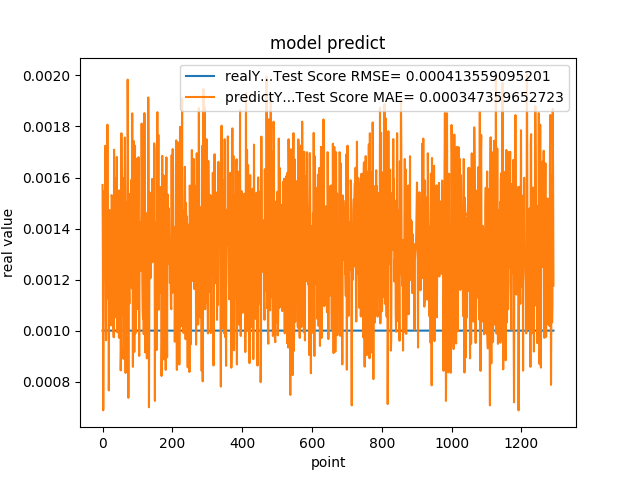 model predict
realY...Test Score RMSE= 0.000413559095201
predictY...Test Score MAE= 0.000347359652723
real value
0.0020
0.0018
0.0016
0.0014
0.0012
0.0010
0.0008
0 200 400 600 800 1000 1200
point